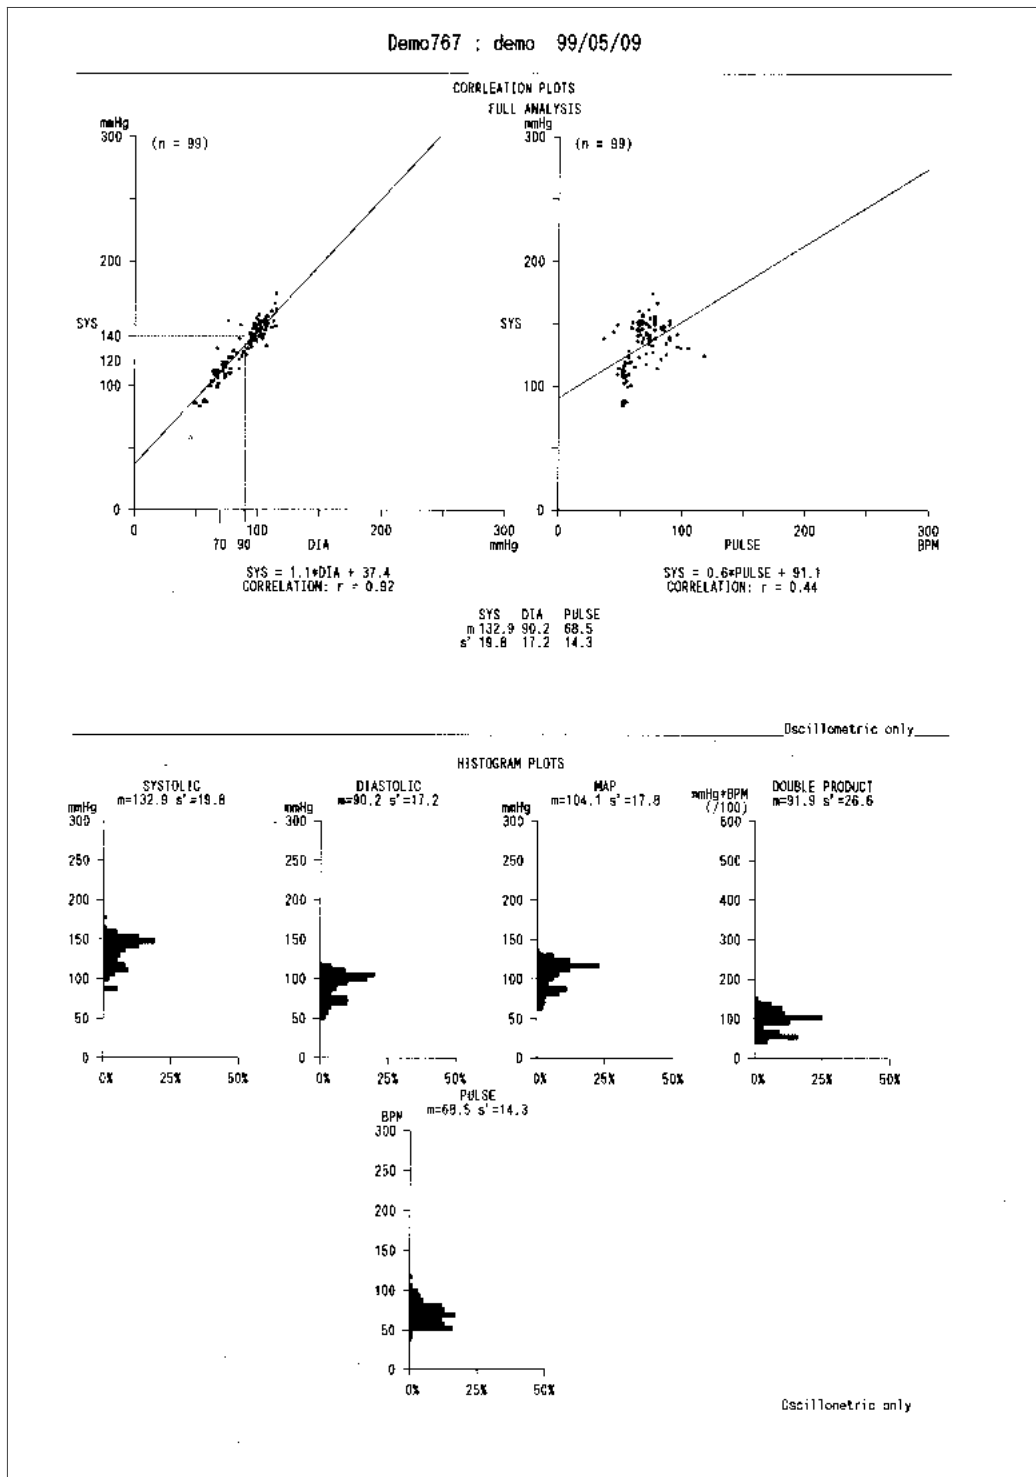 Demo767 : demo 99/05/09
CORRLEATION PLOTS
FULL ANALYSIS
mmHg
300
(n = 99)
200
SYS
140
120
100
0
0
70
90
100
200
300
DIA
mmHg
SYS = 1.1*DIA + 37.4
CORRELATION: r = 0.92
mmHg
300
(n = 99)
200
SYS
100
0
0
100
200
300
PULSE
BPM
SYS = 0.6*PULSE + 91.1
CORRELATION: r = 0.44
SYS DIA PULSE
m 132.9 90.2 68.5
s' 19.8 17.2 14.3
Oscillometric only
HISTOGRAM PLOTS
SYSTOLIC
m=132.9 s'=19.8
mmHg
300
250
200
150
100
50
0
0% 25% 50%
DIASTOLIC
m=90.2 s'=17.2
mmHg
300
250
200
150
100
50
0
0% 25% 50%
MAP
m=104.1 s'=17.8
mmHg
300
250
200
150
100
50
0
0% 25% 50%
DOUBLE PRODUCT
m=91.9 s'=26.6
mmHg*BPM
(/100)
600
500
400
300
200
100
0
0% 25% 50%
PULSE
m=68.5 s'=14.3
BPM
300
250
200
150
100
50
0
0% 25% 50%
Oscillometric only